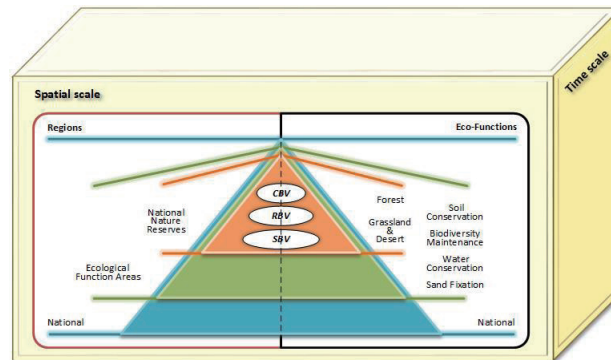 Spatial scale
Time scale
Regions
Eco-Functions
CBV
RBV
SBV
National
Nature
Reserves
Ecological
Function Areas
National
Forest
Grassland
&
Desert
Soil
Conservation
Biodiversity
Maintenance
Water
Conservation
Sand Fixation
National